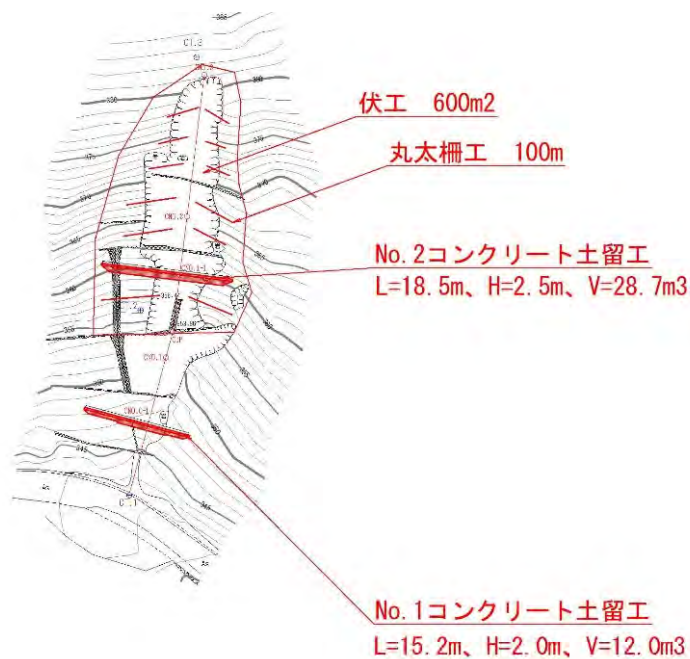 伏工 600m2
丸太柵工 100m
No.2コンクリート土留工
L=18.5m、H=2.5m、V=28.7m3
No.1コンクリート土留工
L=15.2m、H=2.0m、V=12.0m3